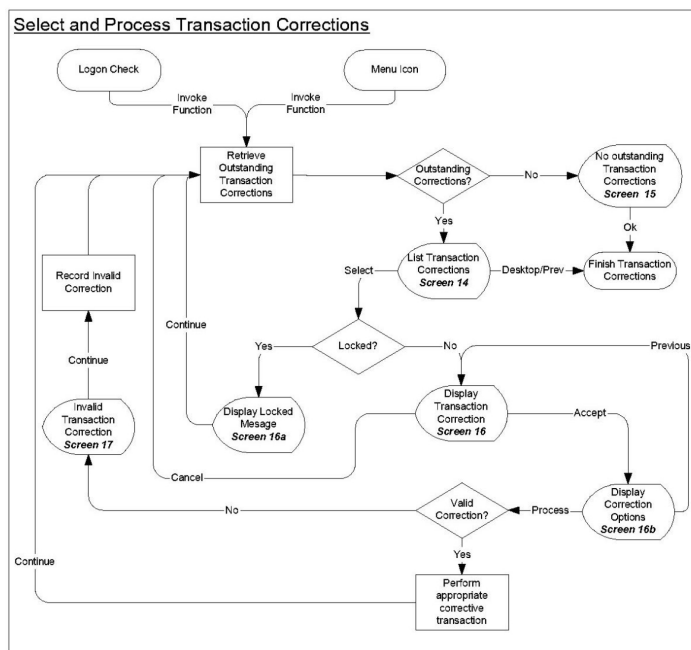 Select and Process Transaction Corrections
Logon Check
Menu Icon
Invoke
Function
Invoke
Function
Retrieve
Outstanding
Transaction
Corrections
Outstanding
Corrections?
No
No outstanding
Transaction
Corrections
Screen 15
Yes
Ok
List Transaction
Corrections
Screen 14
Select
Desktop/Prev
Finish Transaction
Corrections
Record Invalid
Correction
Continue
Locked?
Yes
No
Previous
Continue
Invalid
Transaction
Correction
Screen 17
Display Locked
Mesage
Screen 16a
Display
Transaction
Correction
Screen 16
Accept
Cancel
Display
Correction
Options
Screen 16b
Process
Valid
Correction?
No
Yes
Continue
Perform
appropriate
corrective
transaction